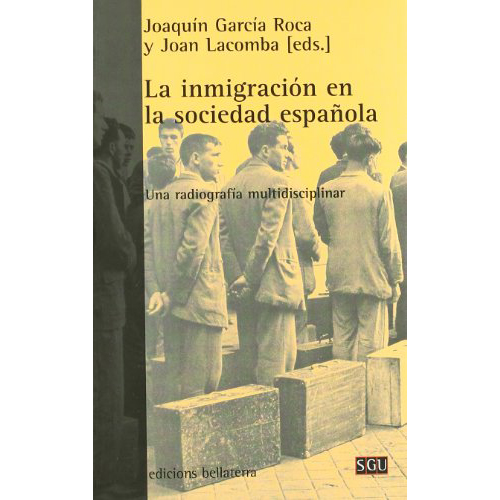 Joaquín García Roca
y Joan Lacomba [eds.]
La inmigración en
la sociedad española
Una radiografía multidisciplinar
edicions bellaterra
SGU